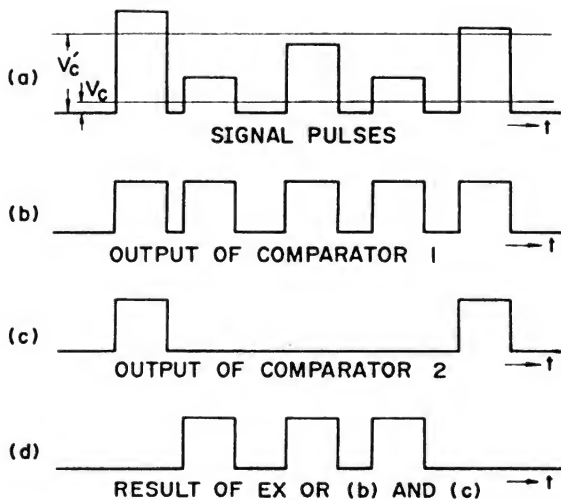 (a)
V'c
Vc
SIGNAL PULSES
t
(b)
OUTPUT OF COMPARATOR 1
t
(c)
OUTPUT OF COMPARATOR 2
t
(d)
RESULT OF EX OR (b) AND (c)
t